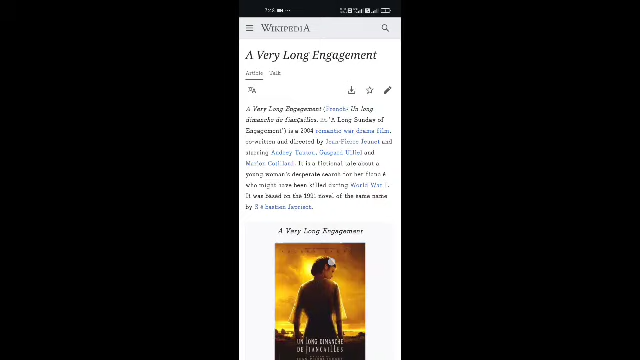 WIKIPEDIA
A Very Long Engagement
Article Talk
A Very Long Engagement (French: Un long
dimanche de fiançailles, lit. 'A Long Sunday of
Engagement') is a 2004 romantic war drama film,
co-written and directed by Jean-Pierre Jeunet and
starring Audrey Tautou, Gaspard Ulliel and
Marion Cotillard. It is a fictional tale about a
young woman's desperate search for her fiancé
who might have been killed during World War I.
It was based on the 1991 novel of the same name
by Sébastien Japrisot.
A Very Long Engagement
UN LONG DIMANCHE
DE FIANÇAILLES